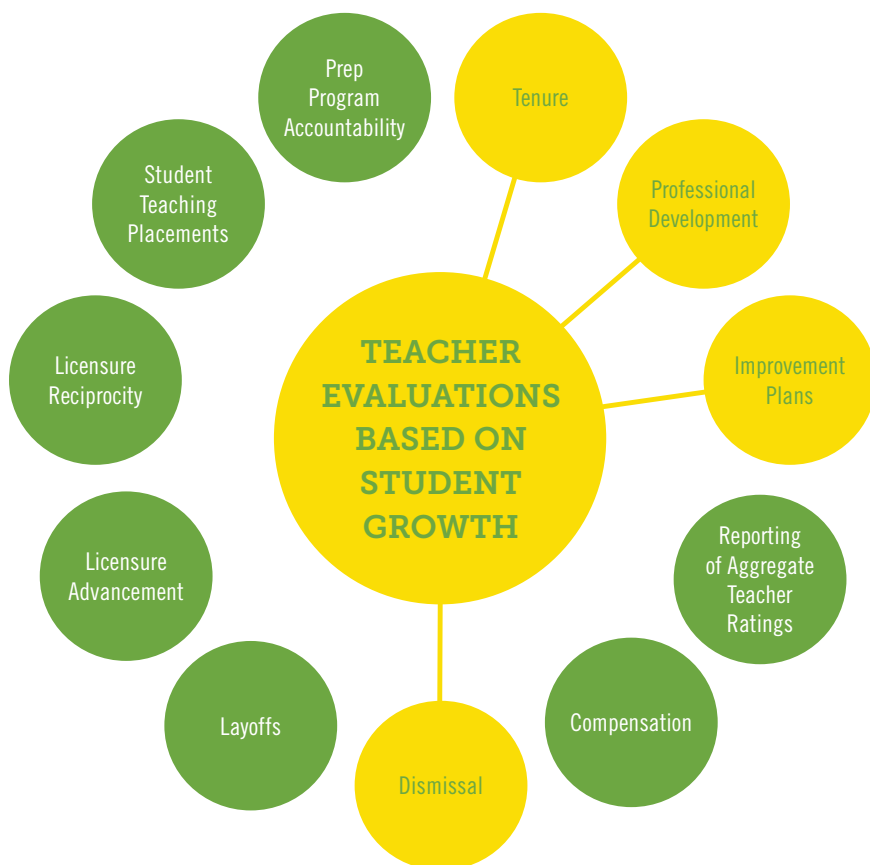 Prep
Program
Accountability
Tenure
Student
Teaching
Placements
Professional
Development
Licensure
Reciprocity
TEACHER
EVALUATIONS
BASED ON
STUDENT
GROWTH
Improvement
Plans
Licensure
Advancement
Reporting
of Aggregate
Teacher
Ratings
Layoffs
Compensation
Dismissal